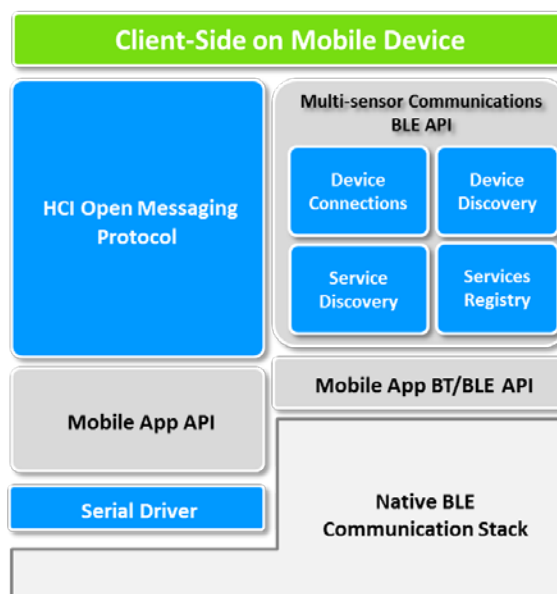 Client-Side on Mobile Device
HCI Open Messaging
Protocol
Multi-sensor Communications
BLE API
Device
Connections
Device
Discovery
Service
Discovery
Services
Registry
Mobile App API
Mobile App BT/BLE API
Serial Driver
Native BLE
Communication Stack